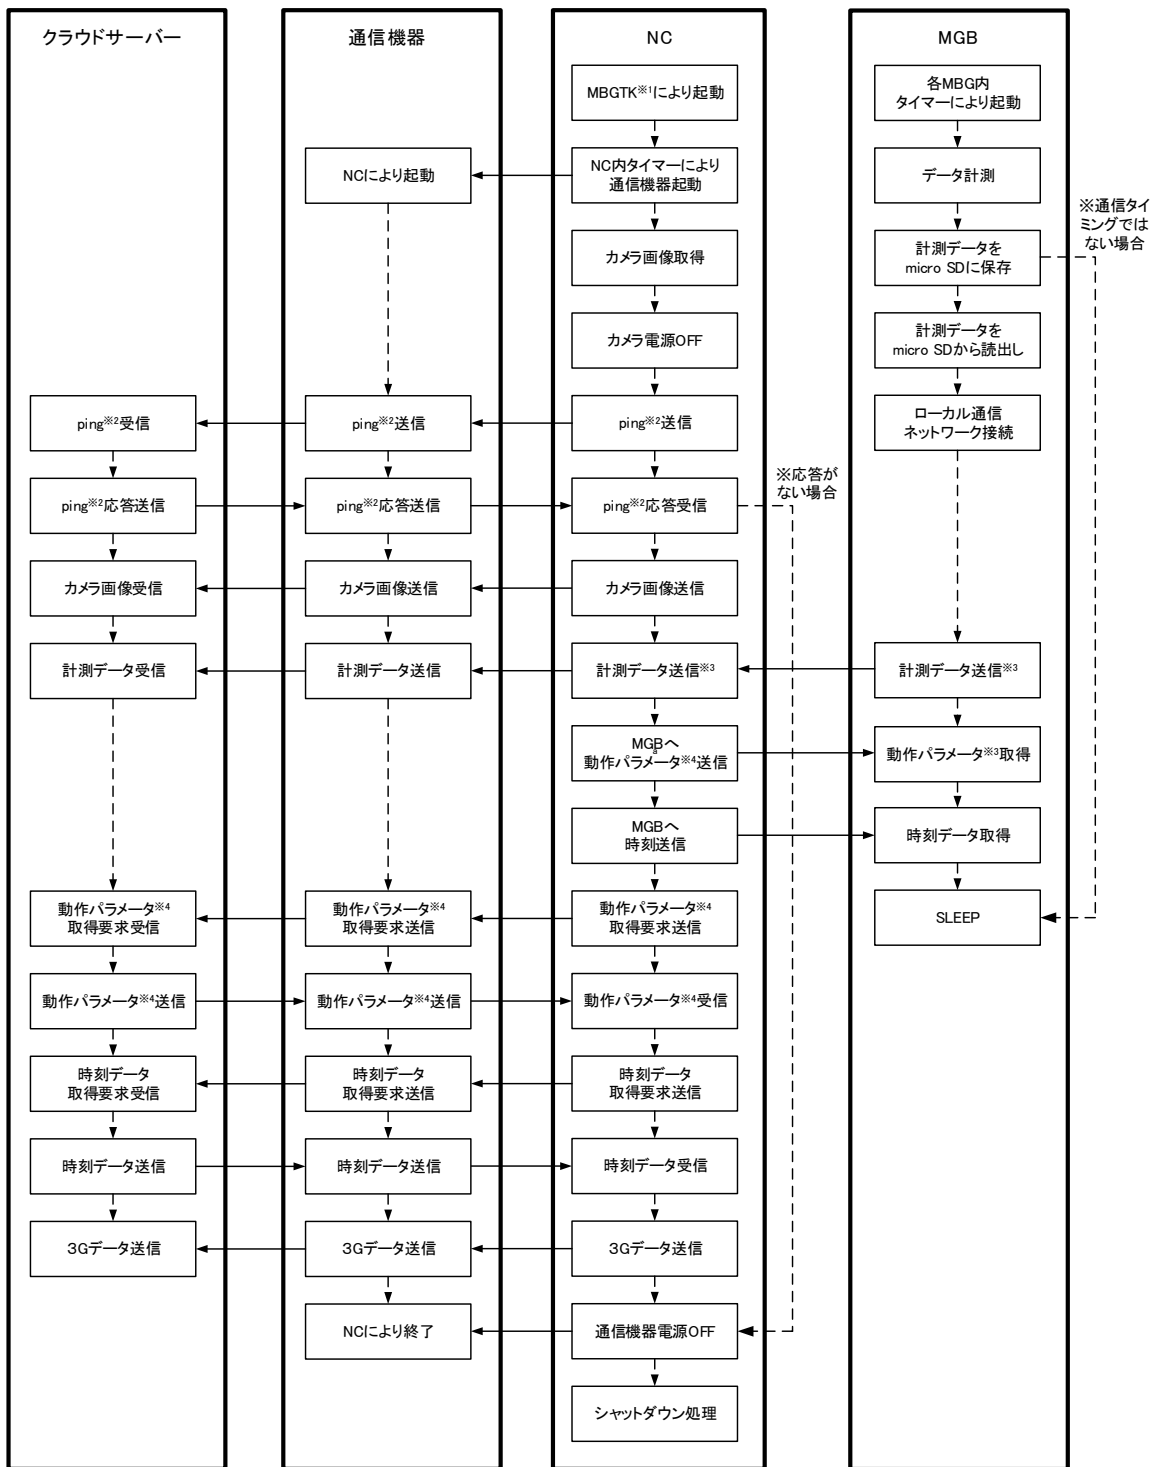 クラウドサーバー
通信機器
NC
MGB
MBGTK※1により起動
各MBG内
タイマーにより起動
NCにより起動
NC内タイマーにより
通信機器起動
データ計測
※通信タイ
ミングでは
ない場合
カメラ画像取得
計測データを
micro SDに保存
カメラ電源OFF
計測データを
micro SDから読出し
ping※2受信
ping※2送信
ping※2送信
ローカル通信
ネットワーク接続
※応答が
ない場合
ping※2応答送信
ping※2応答送信
ping※2応答受信
カメラ画像受信
カメラ画像送信
カメラ画像送信
計測データ受信
計測データ送信
計測データ送信※3
計測データ送信※3
MGBへ
a
動作パラメータ※4送信
動作パラメータ※3取得
MGBへ
時刻送信
時刻データ取得
動作パラメータ※4
取得要求受信
動作パラメータ※4
取得要求送信
動作パラメータ※4
取得要求送信
SLEEP
動作パラメータ※4送信
動作パラメータ※4送信
動作パラメータ※4受信
時刻データ
取得要求受信
時刻データ
取得要求送信
時刻データ
取得要求送信
時刻データ送信
時刻データ送信
時刻データ受信
3Gデータ送信
3Gデータ送信
3Gデータ送信
NCにより終了
通信機器電源OFF
シャットダウン処理